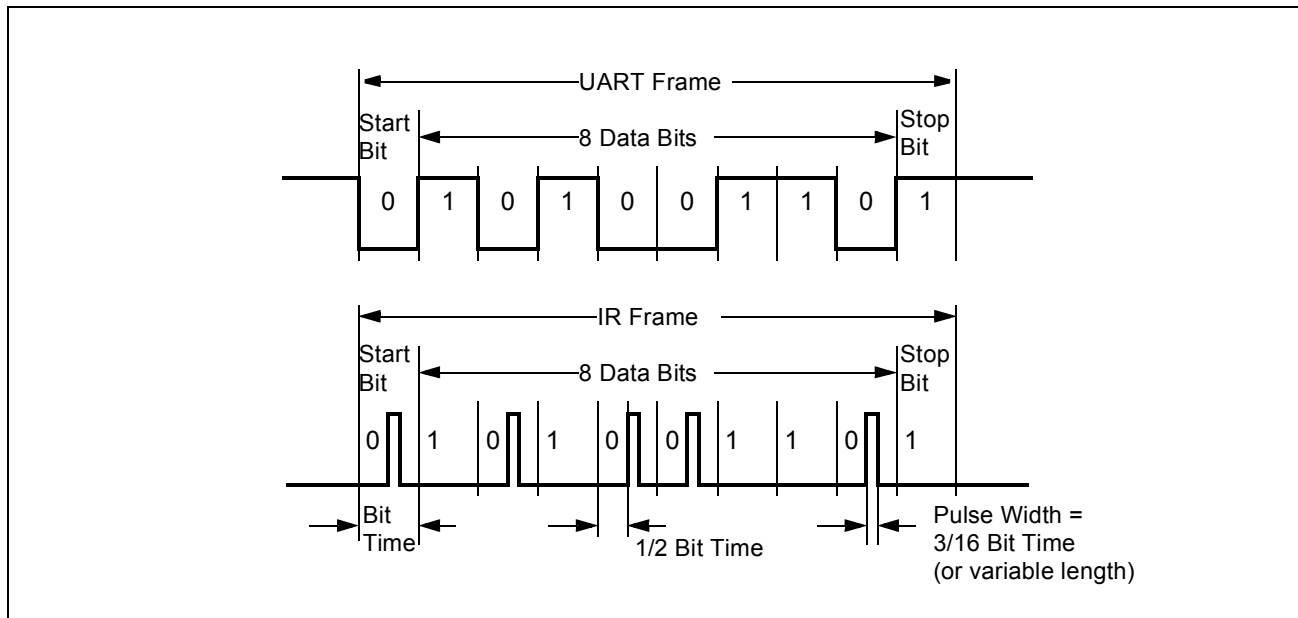 UART Frame
Start
Bit
8 Data Bits
Stop
Bit
0 1 0 1 0 0 1 1 0 1
IR Frame
Start
Bit
8 Data Bits
Stop
Bit
0 1 0 1 0 0 1 1 0 1
Bit
Time
1/2 Bit Time
Pulse Width =
3/16 Bit Time
(or variable length)